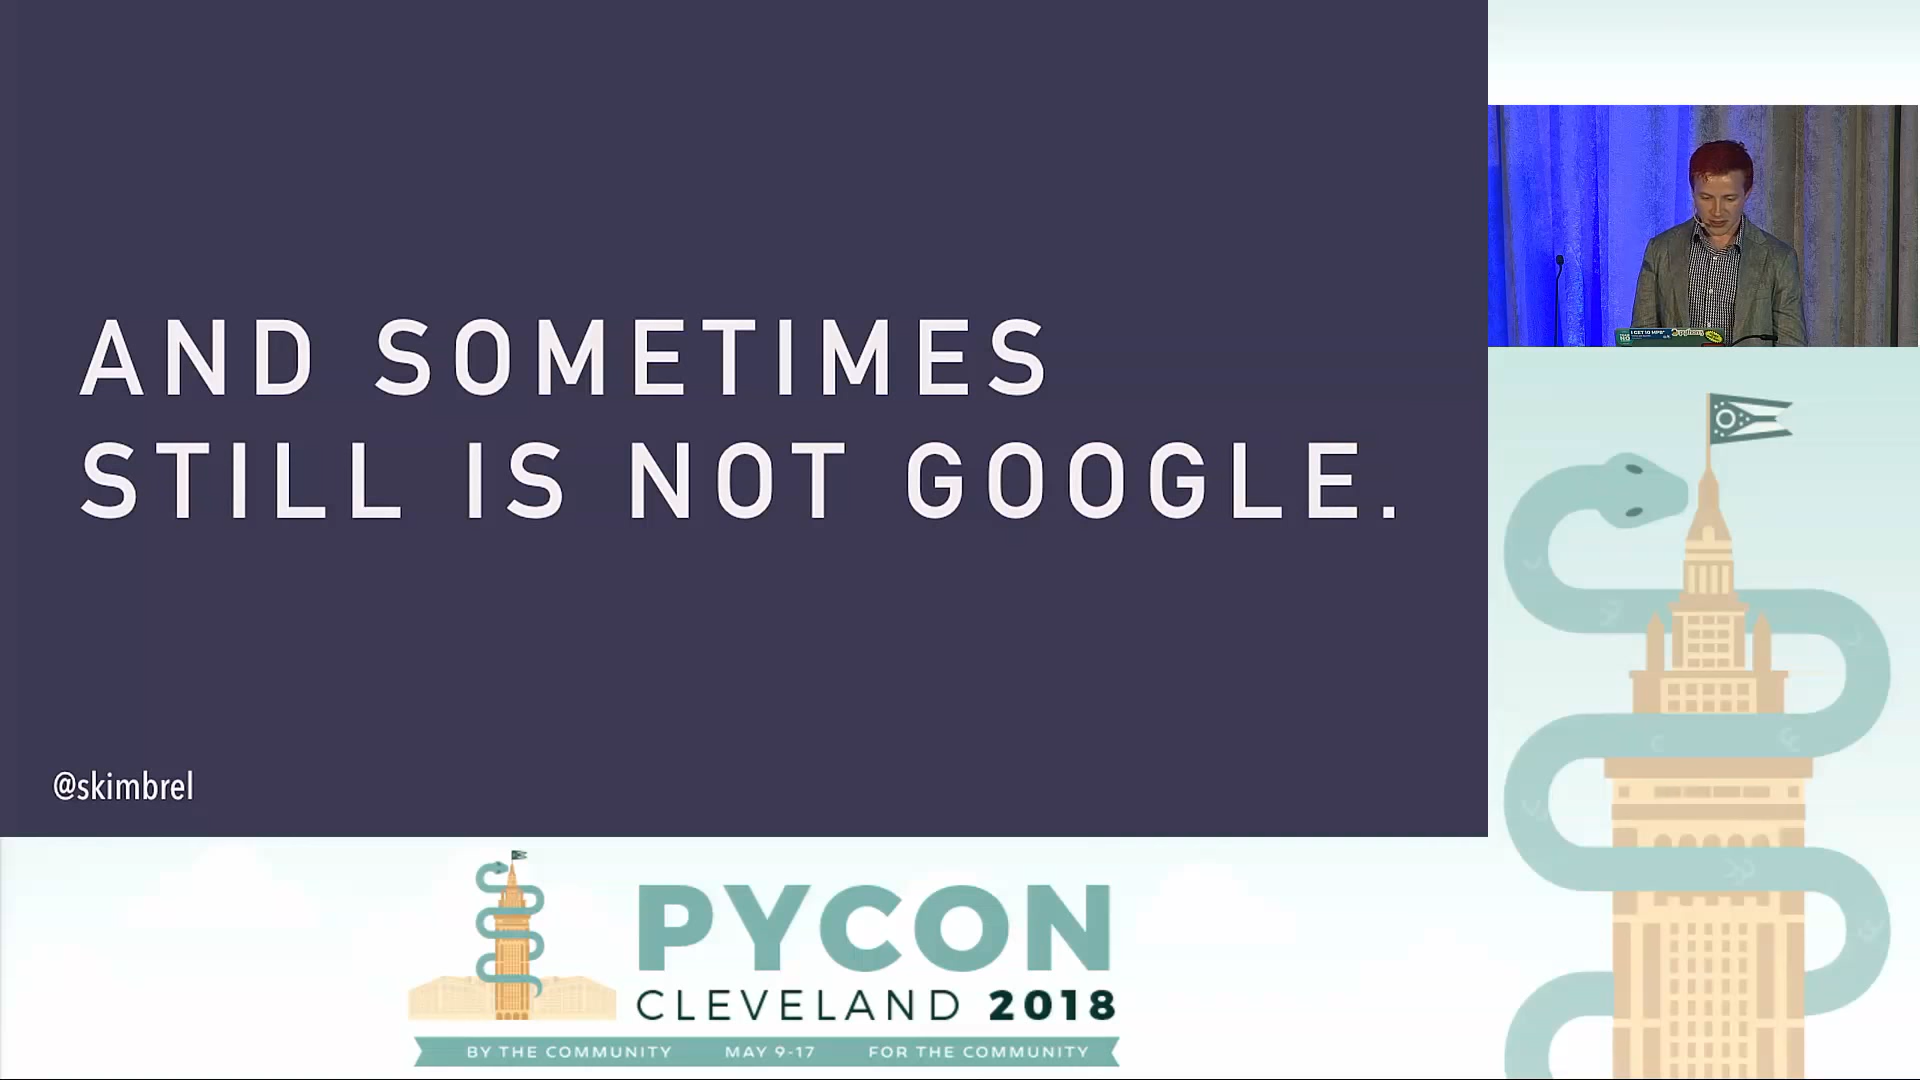 AND SOMETIMES
STILL IS NOT GOOGLE.
@skimbrel
PYCON
CLEVELAND 2018
BY THE COMMUNITY MAY 9-17 FOR THE COMMUNITY